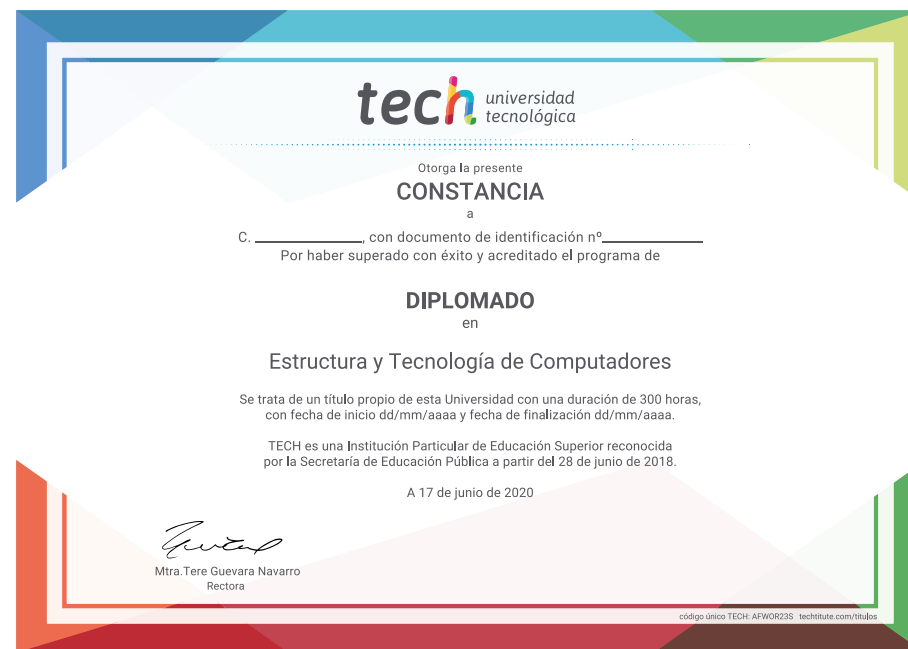 tech universidad
tecnológica
Otorga la presente
CONSTANCIA
a
C. ______________, con documento de identificación nº______________
Por haber superado con éxito y acreditado el programa de
DIPLOMADO
en
Estructura y Tecnología de Computadores
Se trata de un título propio de esta Universidad con una duración de 300 horas,
con fecha de inicio dd/mm/aaaa y fecha de finalización dd/mm/aaaa.
TECH es una Institución Particular de Educación Superior reconocida
por la Secretaría de Educación Pública a partir del 28 de junio de 2018.
A 17 de junio de 2020
Mtra.Tere Guevara Navarro
Rectora
código único TECH: AFWOR23S techtitute.com/titulos